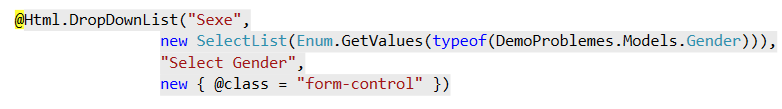 @Html.DropDownList("Sexe",
new SelectList(Enum.GetValues(typeof(DemoProblemes.Models.Gender))),
"Select Gender",
new { @class = "form-control" })